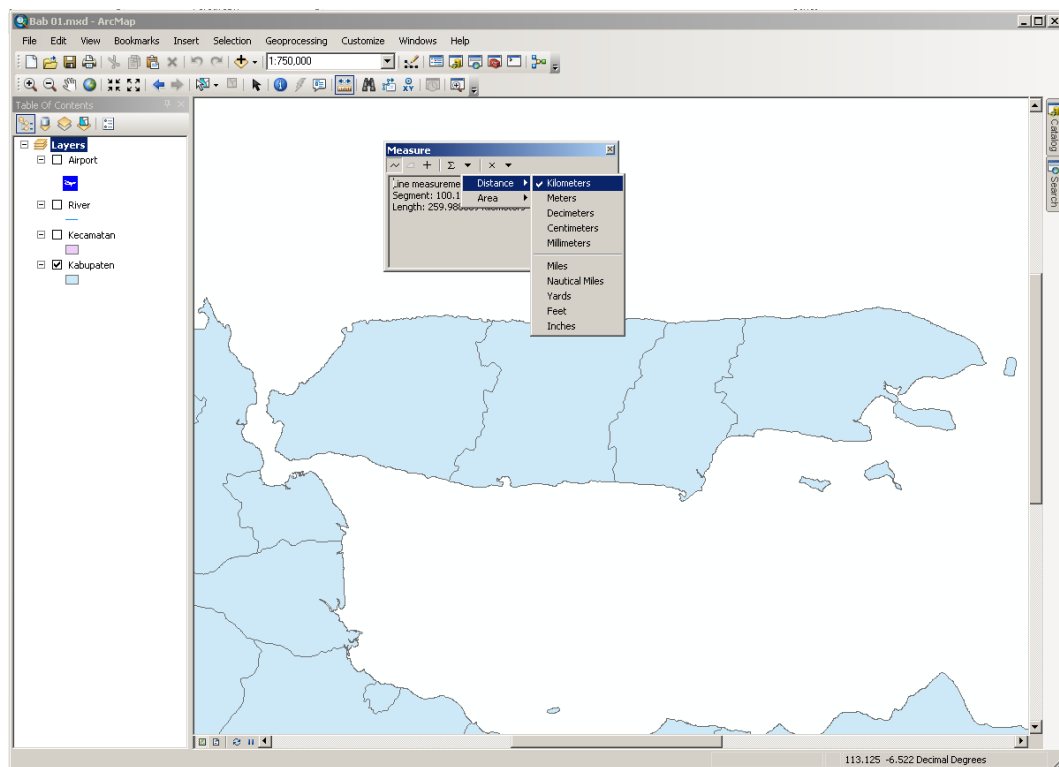 Bab 01.mxd - ArcMap
File Edit View Bookmarks Insert Selection Geoprocessing Customize Windows Help
1:750,000
Table Of Contents
Layers
Airport
River
Kecamatan
Kabupaten
Measure
Line measureme
Segment: 100.1
Length: 259.98
Distance
Area
Kilometers
Meters
Decimeters
Centimeters
Millimeters
Miles
Nautical Miles
Yards
Feet
Inches
Catalog
Search
113.125 -6.522 Decimal Degrees